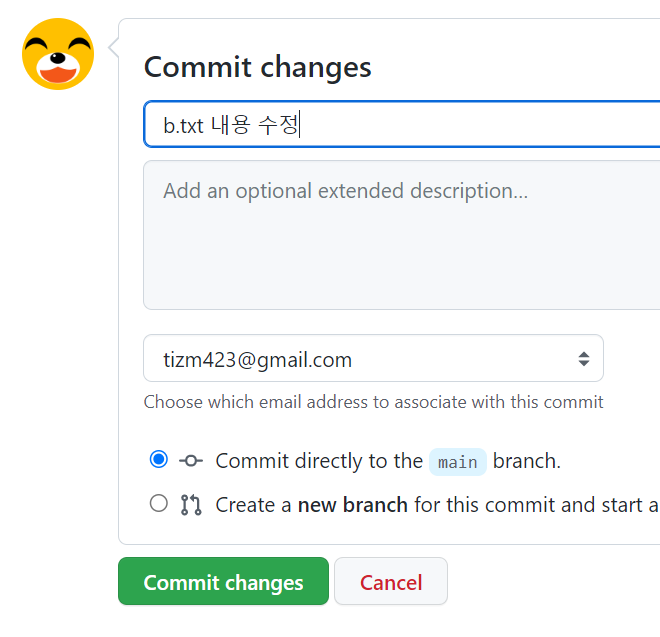 Commit changes
b.txt 내용 수정
Add an optional extended description...
tizm423@gmail.com
Choose which email address to associate with this commit
Commit directly to the main branch.
Create a new branch for this commit and start a
Commit changes
Cancel